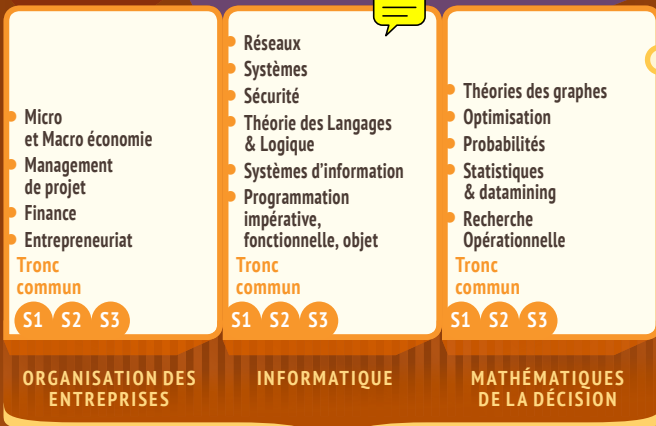 Micro
et Macro économie
Management
de projet
Finance
Entrepreneuriat
Tronc
commun
S1 S2 S3
ORGANISATION DES
ENTREPRISES
Réseaux
Systèmes
Sécurité
Théorie des Langages
& Logique
Systèmes d'information
Programmation
impérative,
fonctionnelle, objet
Tronc
commun
S1 S2 S3
INFORMATIQUE
Théories des graphes
Optimisation
Probabilités
Statistiques
& datamining
Recherche
Opérationnelle
Tronc
commun
S1 S2 S3
MATHÉMATIQUES
DE LA DÉCISION